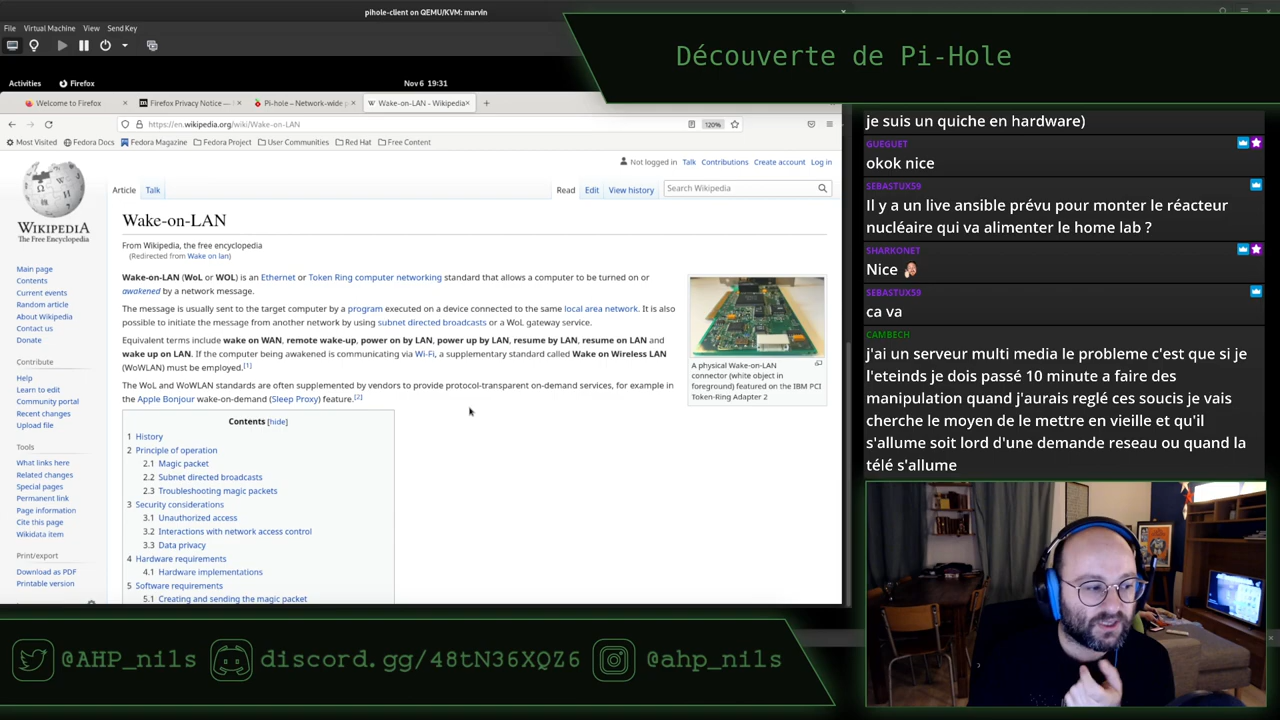 pihole-client on QEMU/KVM: marvin
File Virtual Machine View Send Key
Activities Firefox Nov 6 19:31
Welcome to Firefox
Firefox Privacy Notice —
Pi-hole – Network-wide
Wake-on-LAN - Wikipedia
https://en.wikipedia.org/wiki/Wake-on-LAN
120%
Most Visited Fedora Docs Fedora Magazine Fedora Project User Communities Red Hat Free Content
Not logged in Talk Contributions Create account Log in
Article Talk Read Edit View history Search Wikipedia
WIKIPEDIA
The Free Encyclopedia
Main page
Contents
Current events
Random article
About Wikipedia
Contact us
Donate
Contribute
Help
Learn to edit
Community portal
Recent changes
Upload file
Tools
What links here
Related changes
Special pages
Permanent link
Page information
Cite this page
Wikidata item
Print/export
Download as PDF
Printable version
Wake-on-LAN
From Wikipedia, the free encyclopedia
(Redirected from Wake on lan)
Wake-on-LAN (WoL or WOL) is an Ethernet or Token Ring computer networking standard that allows a computer to be turned on or
awakened by a network message.
The message is usually sent to the target computer by a program executed on a device connected to the same local area network. It is also
possible to initiate the message from another network by using subnet directed broadcasts or a WoL gateway service.
Equivalent terms include wake on WAN, remote wake-up, power on by LAN, power up by LAN, resume by LAN, resume on LAN and
wake up on LAN. If the computer being awakened is communicating via Wi-Fi, a supplementary standard called Wake on Wireless LAN
(WoWLAN) must be employed.[1]
The WoL and WoWLAN standards are often supplemented by vendors to provide protocol-transparent on-demand services, for example in
the Apple Bonjour wake-on-demand (Sleep Proxy) feature.[2]
A physical Wake-on-LAN
connector (white object in
foreground) featured on the IBM PCI
Token-Ring Adapter 2
Contents [hide]
1 History
2 Principle of operation
2.1 Magic packet
2.2 Subnet directed broadcasts
2.3 Troubleshooting magic packets
3 Security considerations
3.1 Unauthorized access
3.2 Interactions with network access control
3.3 Data privacy
4 Hardware requirements
4.1 Hardware implementations
5 Software requirements
5.1 Creating and sending the magic packet
Découverte de Pi-Hole
je suis un quiche en hardware)
GUEGUET
okok nice
SEBASTUX59
Il y a un live ansible prévu pour monter le réacteur
nucléaire qui va alimenter le home lab ?
SHARKONET
Nice
SEBASTUX59
ca va
CAMBECH
j'ai un serveur multi media le probleme c'est que si je
l'eteinds je dois passé 10 minute a faire des
manipulation quand j'aurais reglé ces soucis je vais
cherche le moyen de le mettre en vieille et qu'il
s'allume soit lord d'une demande reseau ou quand la
télé s'allume
@AHP_nils
discord.gg/48tN36XQZ6
@ahp_nils